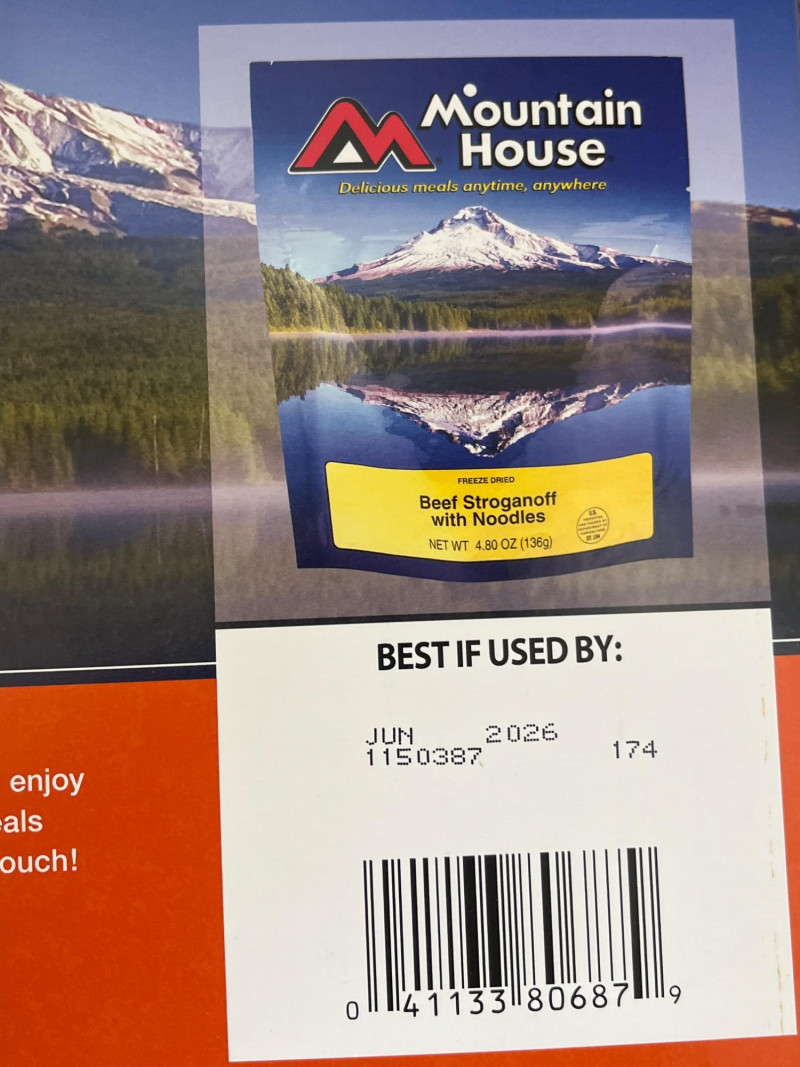 Mountain
House
Delicious meals anytime, anywhere
FREEZE DRIED
Beef Stroganoff
with Noodles
NET WT 4.80 OZ (136g)
U.S.
BEST IF USED BY:
JUN 2026
1150387 174
enjoy
eals
ouch!
0 41133 80687 9